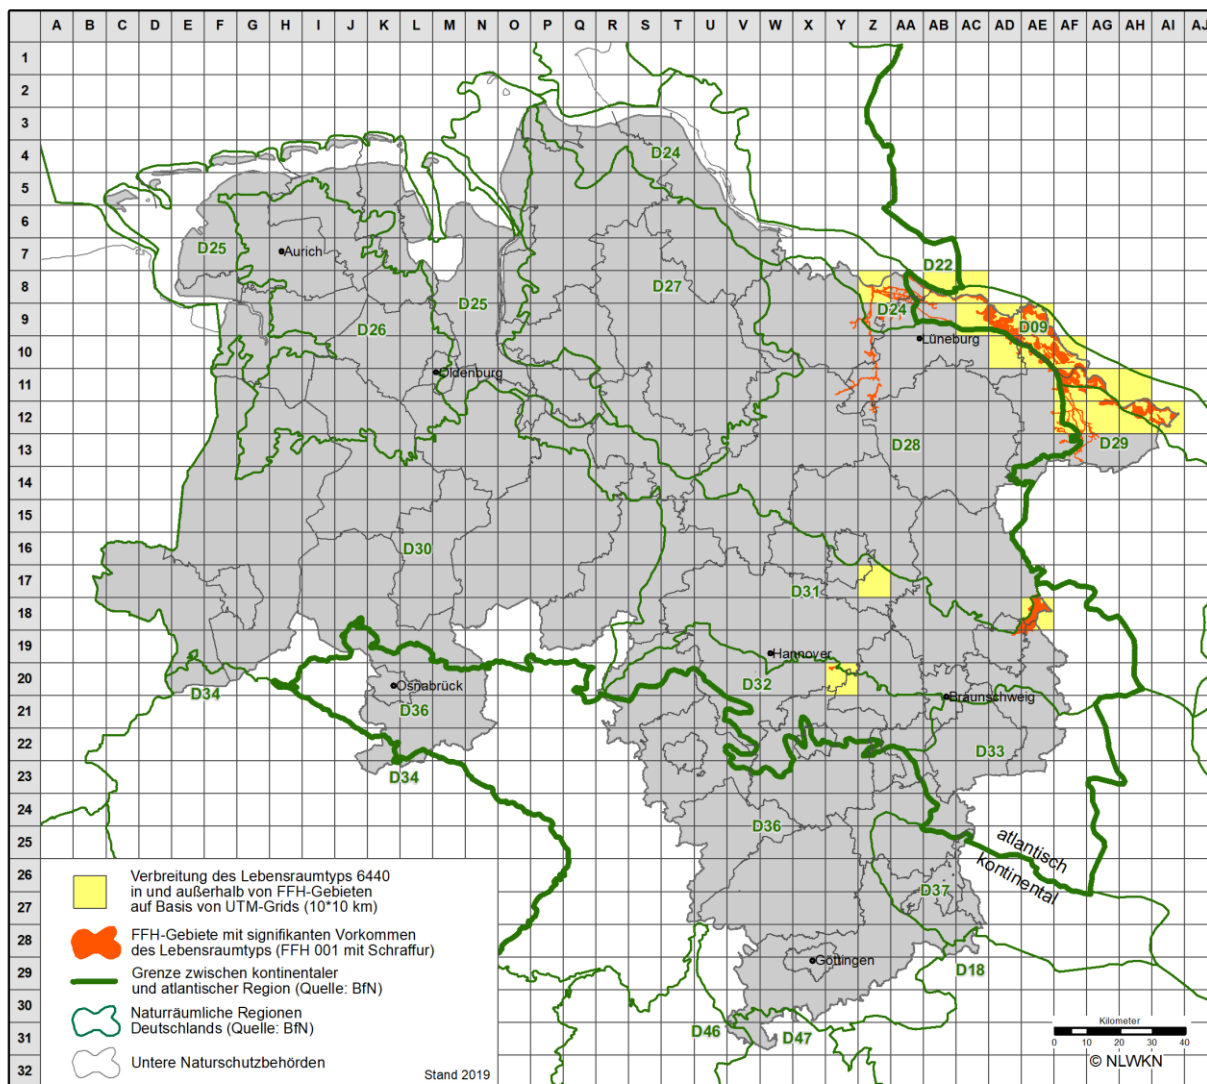 A B C D E F G H I J K L M N O P Q R S T U V W X Y Z AA AB AC AD AE AF AG AH AI AJ
1
2
3
4
D24
5
6
D25
Aurich
7
D22
8
D27
D25
D24
9
D26
D09
Lüneburg
10
Oldenburg
11
12
13
D28
D29
14
15
16
D30
17
D31
18
19
Hannover
20
D34
Osnabrück
D32
Braunschweig
21
D36
22
D33
23
D34
24
D36
25
atlantisch
kontinental
26
D37
27
28
29
Göttingen
D18
30
31
D46
D47
32
Verbreitung des Lebensraumtyps 6440
in und außerhalb von FFH-Gebieten
auf Basis von UTM-Grids (10*10 km)
FFH-Gebiete mit signifikanten Vorkommen
des Lebensraumtyps (FFH 001 mit Schraffur)
Grenze zwischen kontinentaler
und atlantischer Region (Quelle: BfN)
Naturräumliche Regionen
Deutschlands (Quelle: BfN)
Untere Naturschutzbehörden
Stand 2019
Kilometer
0 5 10 20 30 40
© NLWKN